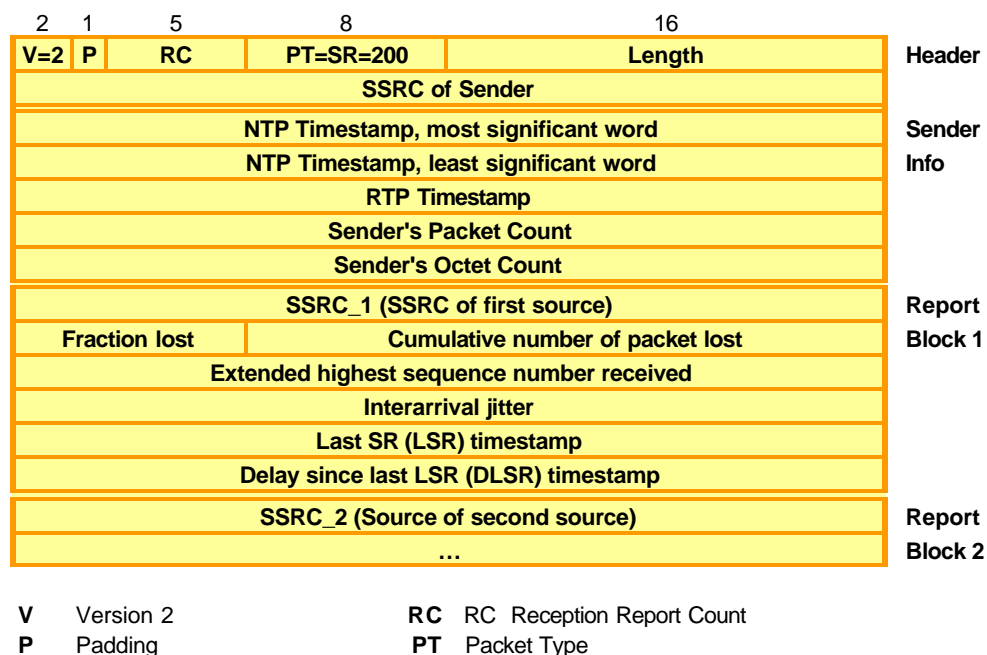 2 1 5 8 16
V=2 P RC PT=SR=200 Length Header
SSRC of Sender
NTP Timestamp, most significant word Sender
NTP Timestamp, least significant word Info
RTP Timestamp
Sender's Packet Count
Sender's Octet Count
SSRC_1 (SSRC of first source) Report
Fraction lost Cumulative number of packet lost Block 1
Extended highest sequence number received
Interarrival jitter
Last SR (LSR) timestamp
Delay since last LSR (DLSR) timestamp
SSRC_2 (Source of second source) Report
… Block 2
V Version 2 RC RC Reception Report Count
P Padding PT Packet Type